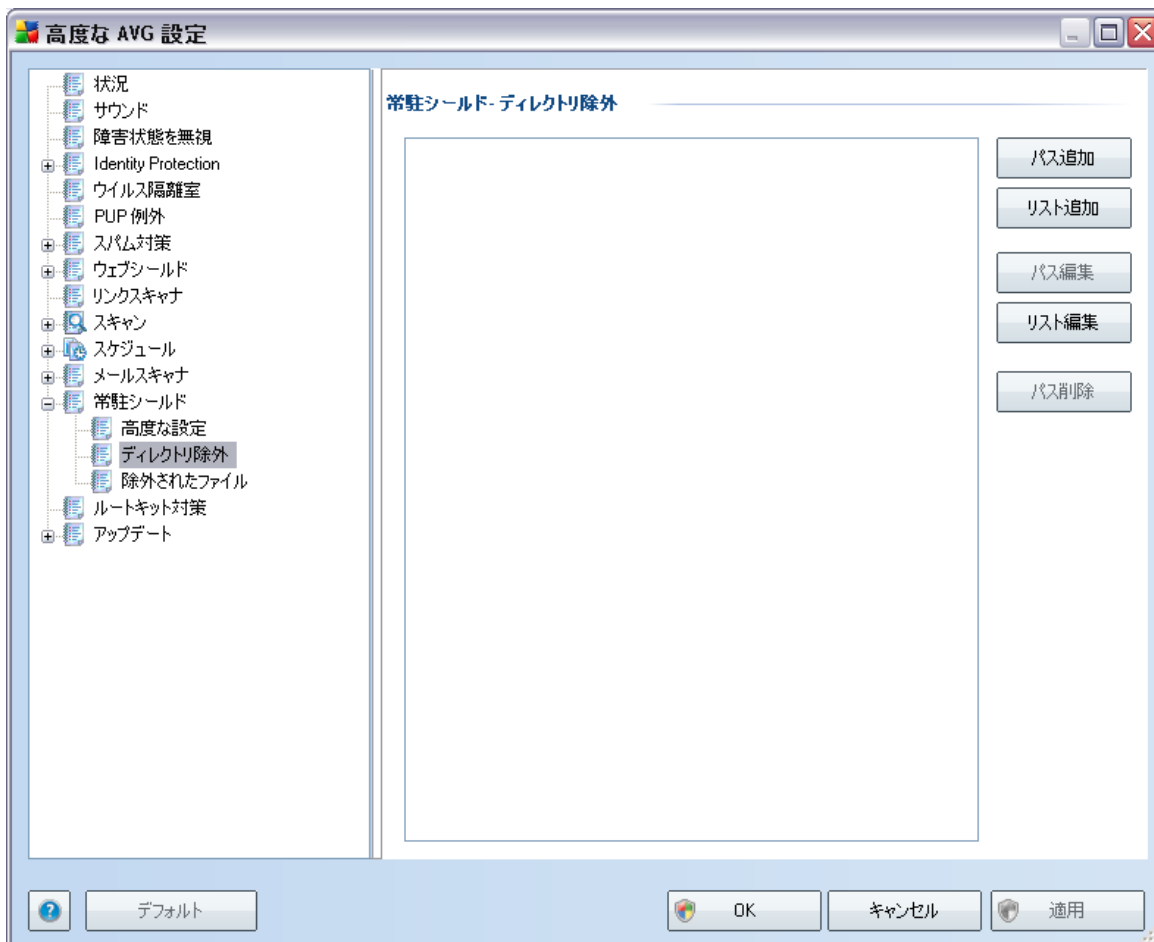 高度な AVG 設定
状況
サウンド
障害状態を無視
Identity Protection
ウイルス隔離室
PUP 例外
スパム対策
ウェブシールド
リンクスキャナ
スキャン
スケジュール
メールスキャナ
常駐シールド
高度な設定
ディレクトリ除外
除外されたファイル
ルートキット対策
アップデート
常駐シールド- ディレクトリ除外
パス追加
リスト追加
パス編集
リスト編集
パス削除
デフォルト
OK
キャンセル
適用